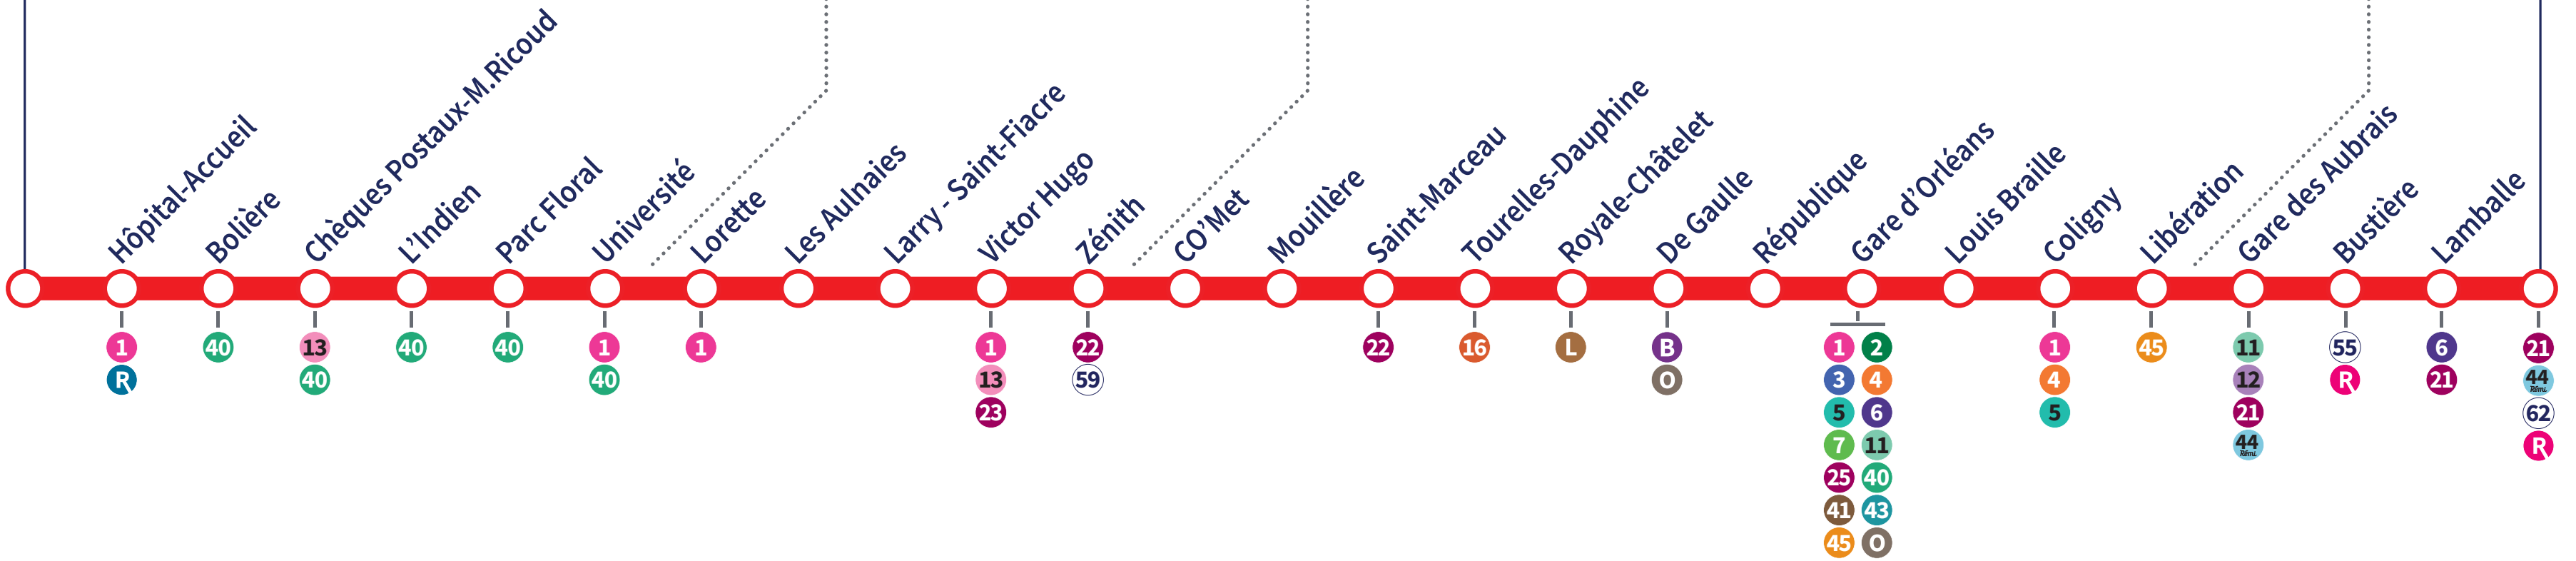 Hôpital-Accueil
Bolière
Chèques Postaux-M.Ricoud
L'Indien
Parc Floral
Université
Lorette
Les Aulnaies
Larry - Saint-Fiacre
Victor Hugo
Zénith
CO'Met
Mouillère
Saint-Marceau
Tourelles-Dauphine
Royale-Châtelet
De Gaulle
République
Gare d'Orléans
Louis Braille
Coligny
Libération
Gare des Aubrais
Bustière
Lamballe
1
R
40
13
40
40
40
1
40
1
1
13
23
22
59
22
16
L
B
O
1 2
3 4
5 6
7 11
25 40
41 43
45 O
1
4
5
45
11
12
21
44
Rémi
55
R
6
21
21
44
Rémi
62
R